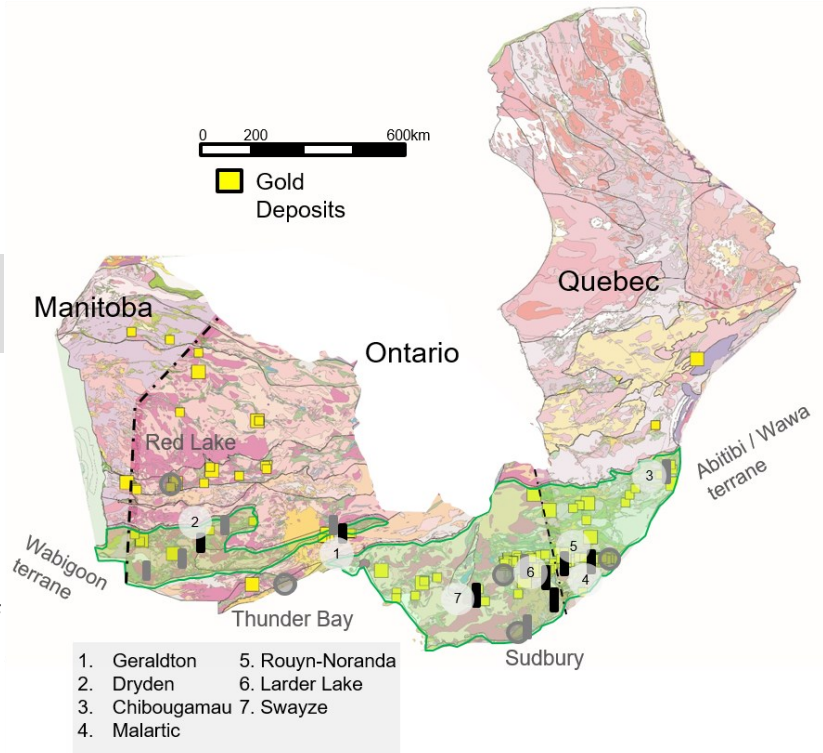 0 200 600km
Gold
Deposits
Manitoba
Quebec
Ontario
Red Lake
Abitibi / Wawa
terrane
3
2
1
Wabigoon
terrane
5
6
4
7
Thunder Bay
Sudbury
1. Geraldton 5. Rouyn-Noranda
2. Dryden 6. Larder Lake
3. Chibougamau 7. Swayze
4. Malartic